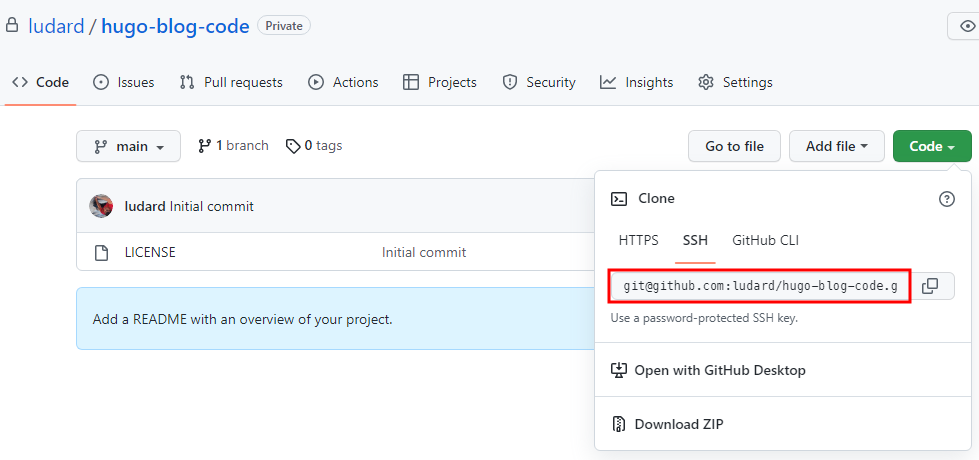 ludard / hugo-blog-code Private
Code Issues Pull requests Actions Projects Security Insights Settings
main 1 branch 0 tags Go to file Add file Code
ludard Initial commit
LICENSE Initial commit
Add a README with an overview of your project.
Clone
HTTPS SSH GitHub CLI
git@github.com:ludard/hugo-blog-code.g
Use a password-protected SSH key.
Open with GitHub Desktop
Download ZIP